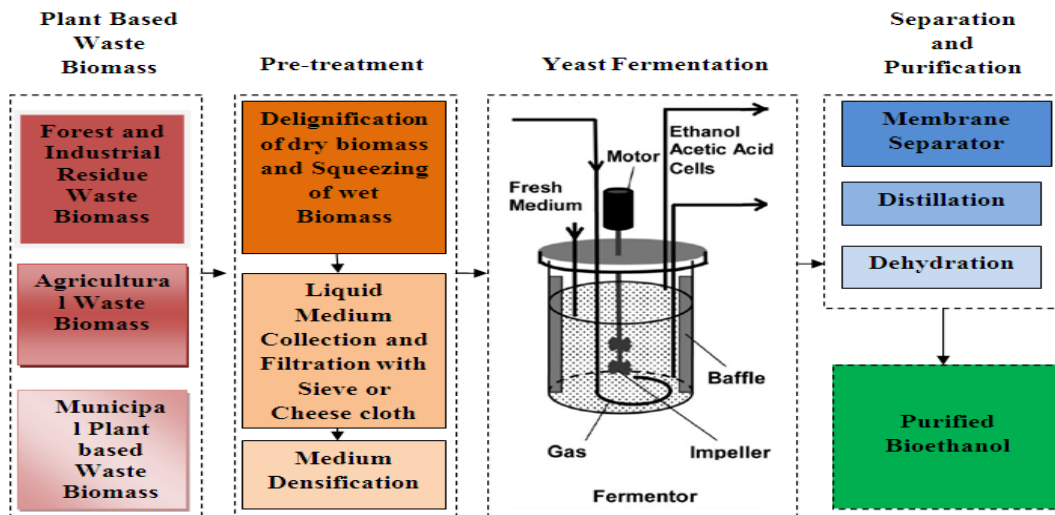 Plant Based
Waste
Biomass
Forest and
Industrial
Residue
Waste
Biomass
Agricultura
l Waste
Biomass
Municipa
l Plant
based
Waste
Biomass
Pre-treatment
Delignification
of dry biomass
and Squeezing
of wet
Biomass
Liquid
Medium
Collection and
Filtration with
Sieve or
Cheese cloth
Medium
Densification
Yeast Fermentation
Ethanol
Acetic Acid
Cells
Motor
Fresh
Medium
Baffle
Gas
Impeller
Fermentor
Separation
and
Purification
Membrane
Separator
Distillation
Dehydration
Purified
Bioethanol